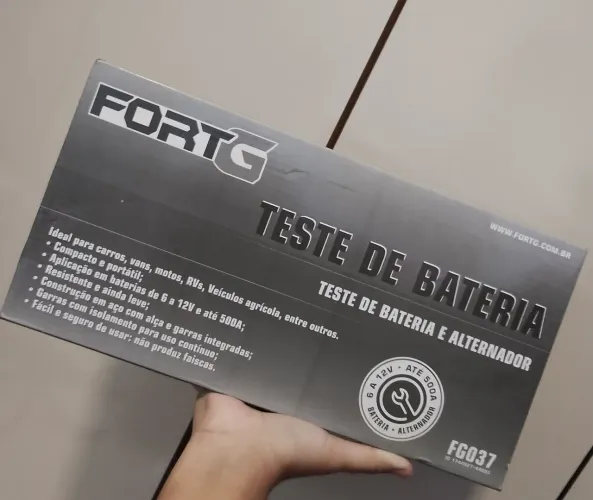 FORTG
WWW.FORTG.COM.BR
TESTE DE BATERIA
TESTE DE BATERIA E ALTERNADOR
Ideal para carros, vans, motos, RVs, Veículos agrícola, entre outros.
• Compacto e portátil;
• Aplicação em baterias de 6 a 12V e até 500A;
• Resistente e ainda leve;
• Construção em aço com alça e garras integradas;
• Garras com isolamento para uso contínuo;
• Fácil e seguro de usar; não produz faíscas.
6 A 12V • ATÉ 500A
BATERIA • ALTERNADOR
FG037